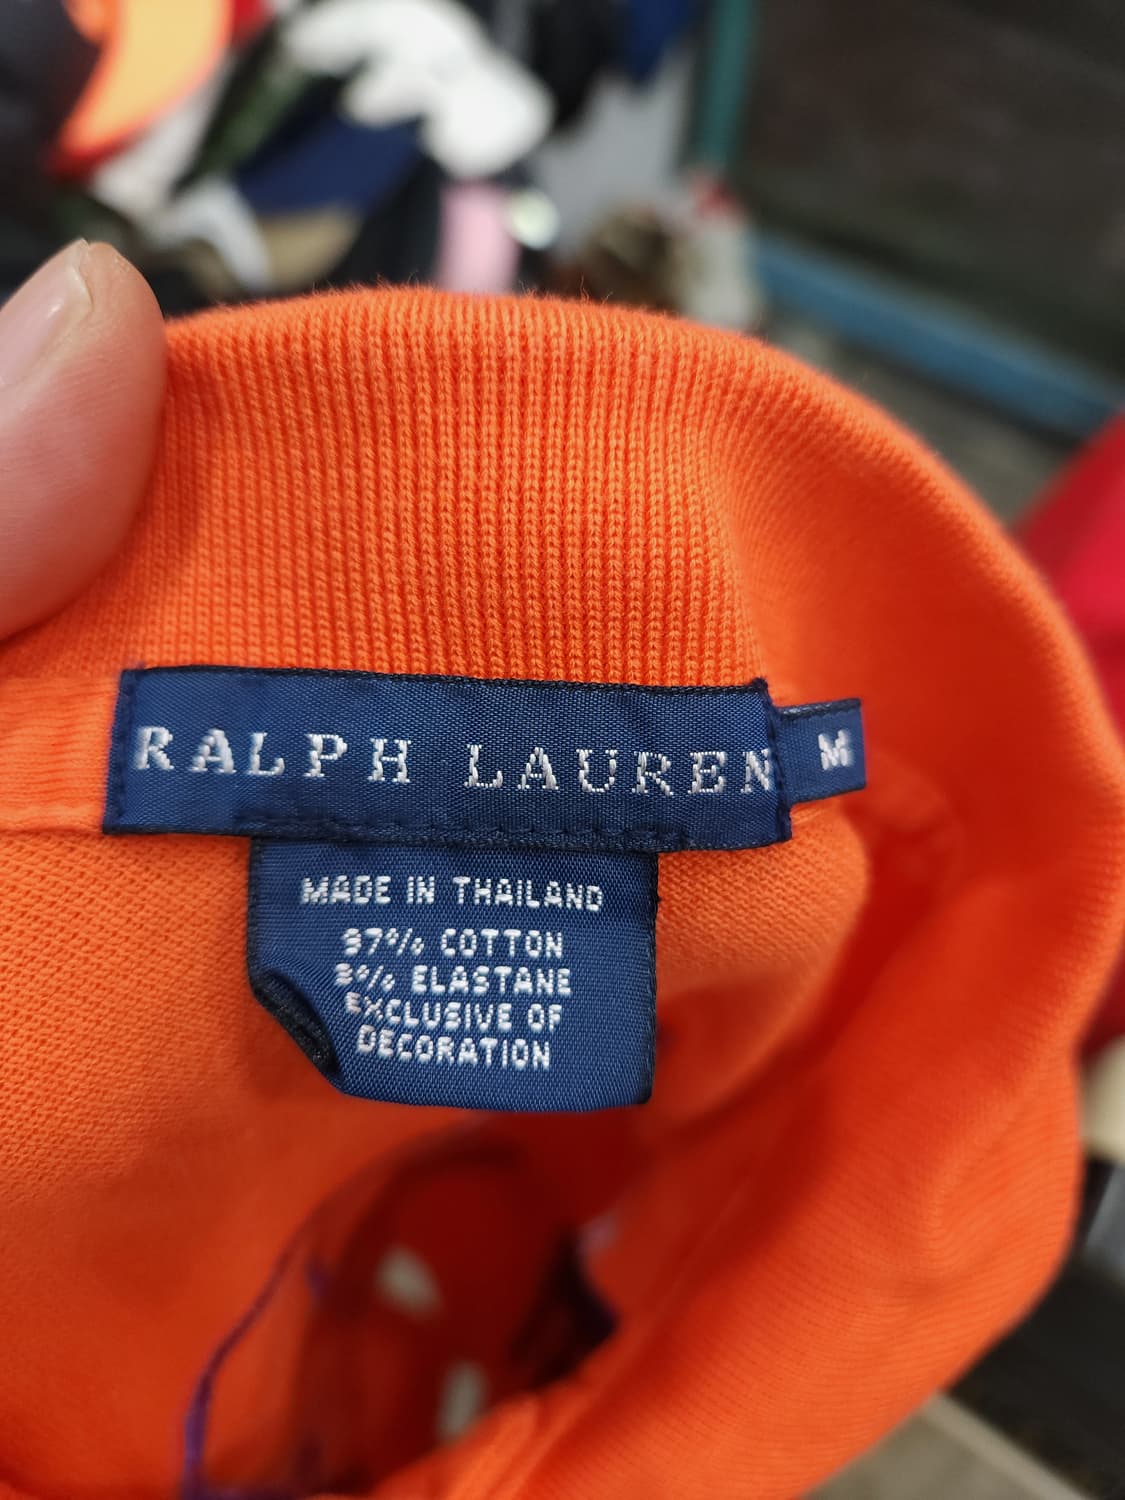 RALPH LAUREN
M
MADE IN THAILAND
97% COTTON
3% ELASTANE
EXCLUSIVE OF
DECORATION